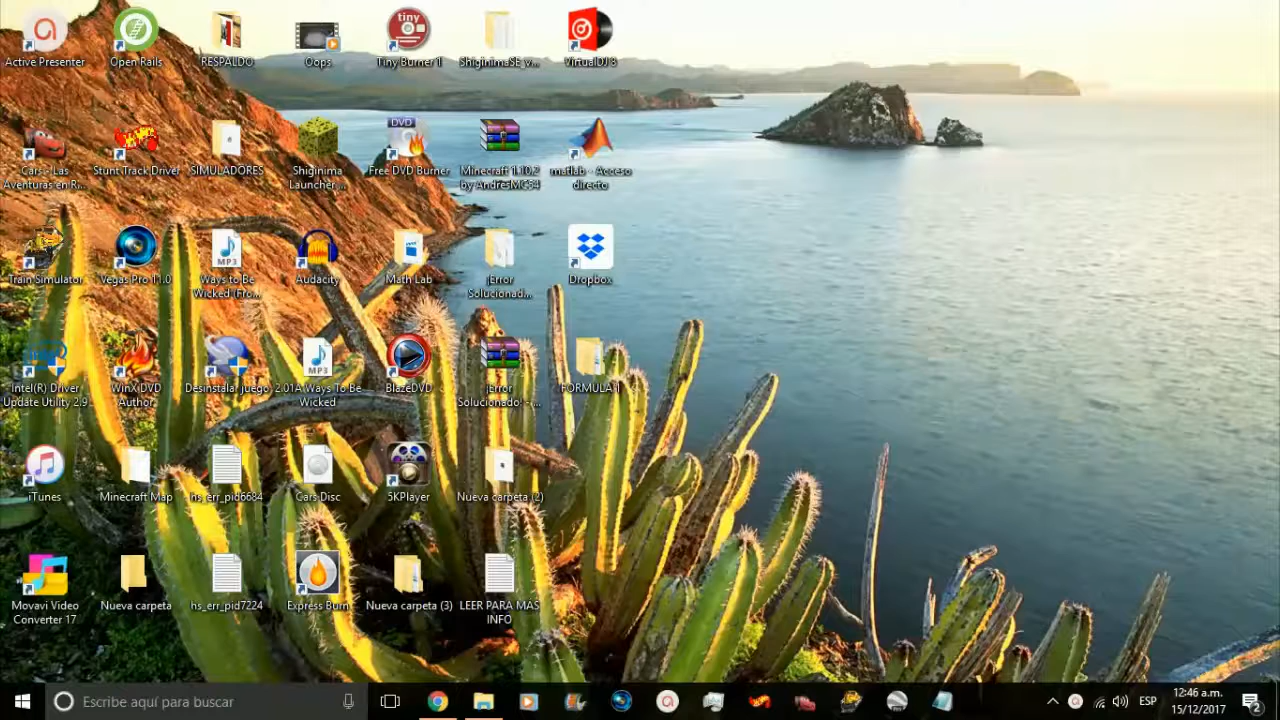 Active Presenter
Open Rails
RESPALDO
Oops
Tiny Burner 1
ShiginimaSE_v...
VirtualDJ 8
Cars - Las
Aventuras en R...
Stunt Track Driver
SIMULADORES
Shiginima
Launcher ...
Free DVD Burner
Minecraft 1.10.2
by AndresMC54
matlab - Acceso
directo
Train Simulator
Vegas Pro 11.0
Ways to Be
Wicked (Fro...
Audacity
Math Lab
¡Error
Solucionad...
Dropbox
Intel(R) Driver
Update Utility 2.9
WinX DVD
Author
Desinstalar juego
2.01A Ways To Be
Wicked
BlazeDVD
¡Error
Solucionado! -...
FORMULA 1
iTunes
Minecraft Map
hs_err_pid6684
Cars Disc
5KPlayer
Nueva carpeta (2)
Movavi Video
Converter 17
Nueva carpeta
hs_err_pid7224
Express Burn
Nueva carpeta (3)
LEER PARA MAS
INFO
Escribe aquí para buscar
ESP
12:46 a.m.
15/12/2017
2